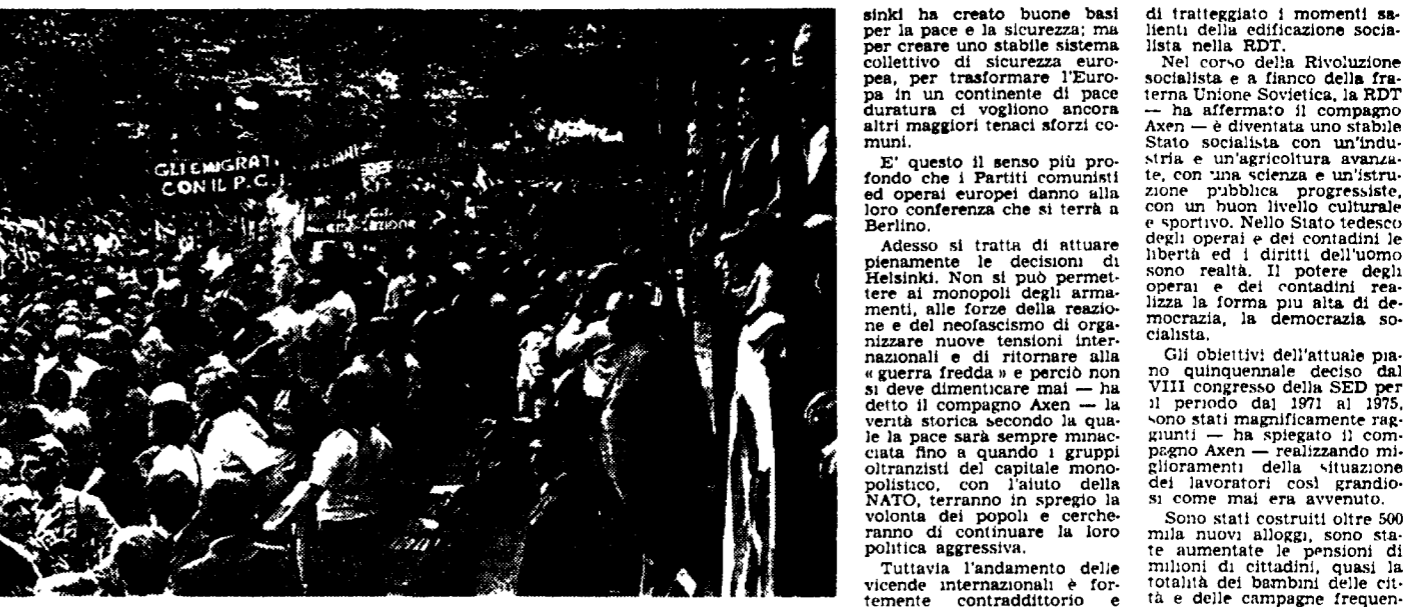 GLI EMIGRATI
CON IL P.C.
sinki ha creato buone basi
per la pace e la sicurezza; ma
per creare uno stabile sistema
collettivo di sicurezza euro-
pea, per trasformare l'Euro-
pa in un continente di pace
duratura ci vogliono ancora
altri maggiori tenaci sforzi co-
muni.
E' questo il senso più pro-
fondo che i Partiti comunisti
ed operai europei danno alla
loro conferenza che si terrà a
Berlino.
Adesso si tratta di attuare
pienamente le decisioni di
Helsinki. Non si può permet-
tere ai monopoli degli arma-
menti, alle forze della reazio-
ne e del neofascismo di orga-
nizzare nuove tensioni inter-
nazionali e di ritornare alla
« guerra fredda » e perciò non
si deve dimenticare mai — ha
detto il compagno Axen — la
verità storica secondo la qua-
le la pace sarà sempre minac-
ciata fino a quando i gruppi
oltranzisti del capitale mono-
polistico, con l'aiuto della
NATO, terranno in spregio la
volonta dei popoli e cerche-
ranno di continuare la loro
politica aggressiva.
Tuttavia l'andamento delle
vicende internazionali è for-
temente contraddittorio e
di tratteggiato i momenti sa-
lienti della edificazione socia-
lista nella RDT.
Nel corso della Rivoluzione
socialista e a fianco della fra-
terna Unione Sovietica, la RDT
— ha affermato il compagno
Axen — è diventata uno stabile
Stato socialista con un'indu-
stria e un'agricoltura avanza-
te, con una scienza e un'istru-
zione pubblica progressiste,
con un buon livello culturale
e sportivo. Nello Stato tedesco
degli operai e dei contadini le
libertà ed i diritti dell'uomo
sono realtà. Il potere degli
operai e dei contadini rea-
lizza la forma piu alta di de-
mocrazia, la democrazia so-
cialista.
Gli obiettivi dell'attuale pia-
no quinquennale deciso dal
VIII congresso della SED per
il periodo dal 1971 al 1975,
sono stati magnificamente rag-
giunti — ha spiegato il com-
pagno Axen — realizzando mi-
glioramenti della situazione
dei lavoratori così grandio-
si come mai era avvenuto.
Sono stati costruiti oltre 500
mila nuovi alloggi, sono sta-
te aumentate le pensioni di
milioni di cittadini, quasi la
totalità dei bambini delle cit-
tà e delle campagne frequen-